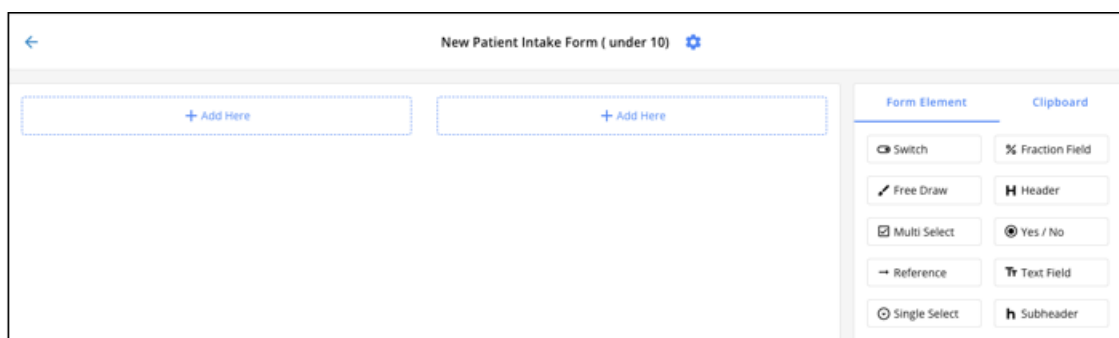 New Patient Intake Form ( under 10)
+ Add Here
+ Add Here
Form Element
Clipboard
Switch
% Fraction Field
Free Draw
H Header
Multi Select
Yes / No
Reference
Tr Text Field
Single Select
h Subheader